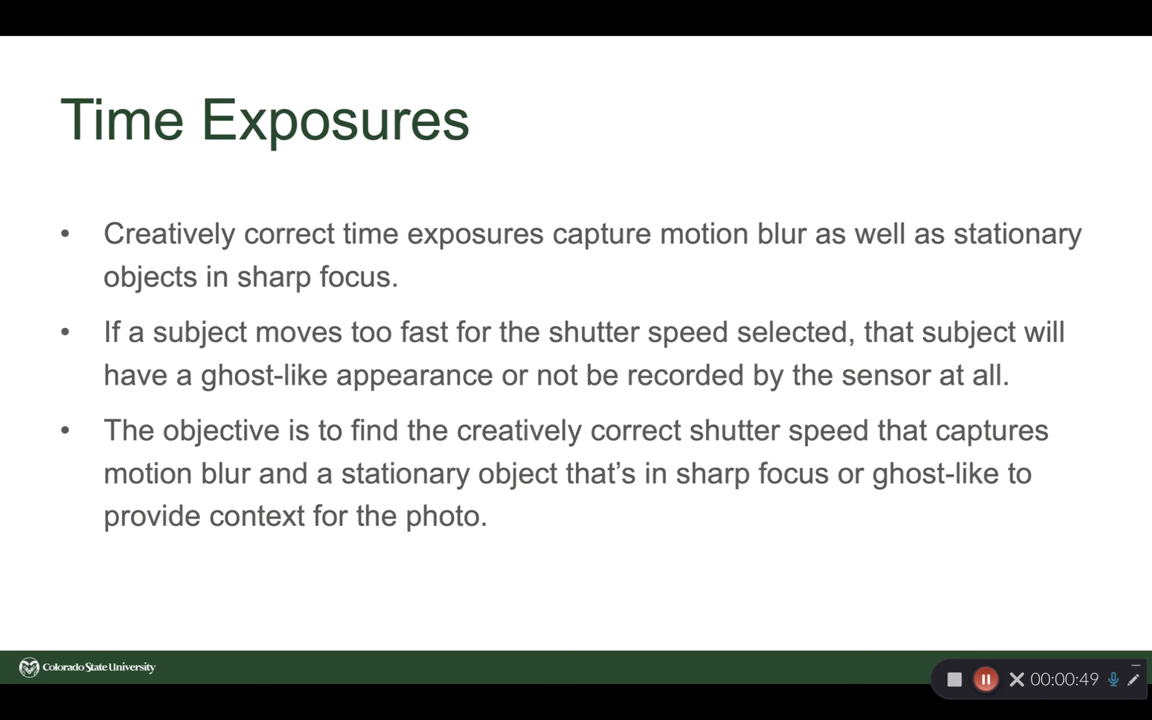 Time Exposures
• Creatively correct time exposures capture motion blur as well as stationary
objects in sharp focus.
• If a subject moves too fast for the shutter speed selected, that subject will
have a ghost-like appearance or not be recorded by the sensor at all.
• The objective is to find the creatively correct shutter speed that captures
motion blur and a stationary object that's in sharp focus or ghost-like to
provide context for the photo.
Colorado State University
00:00:49